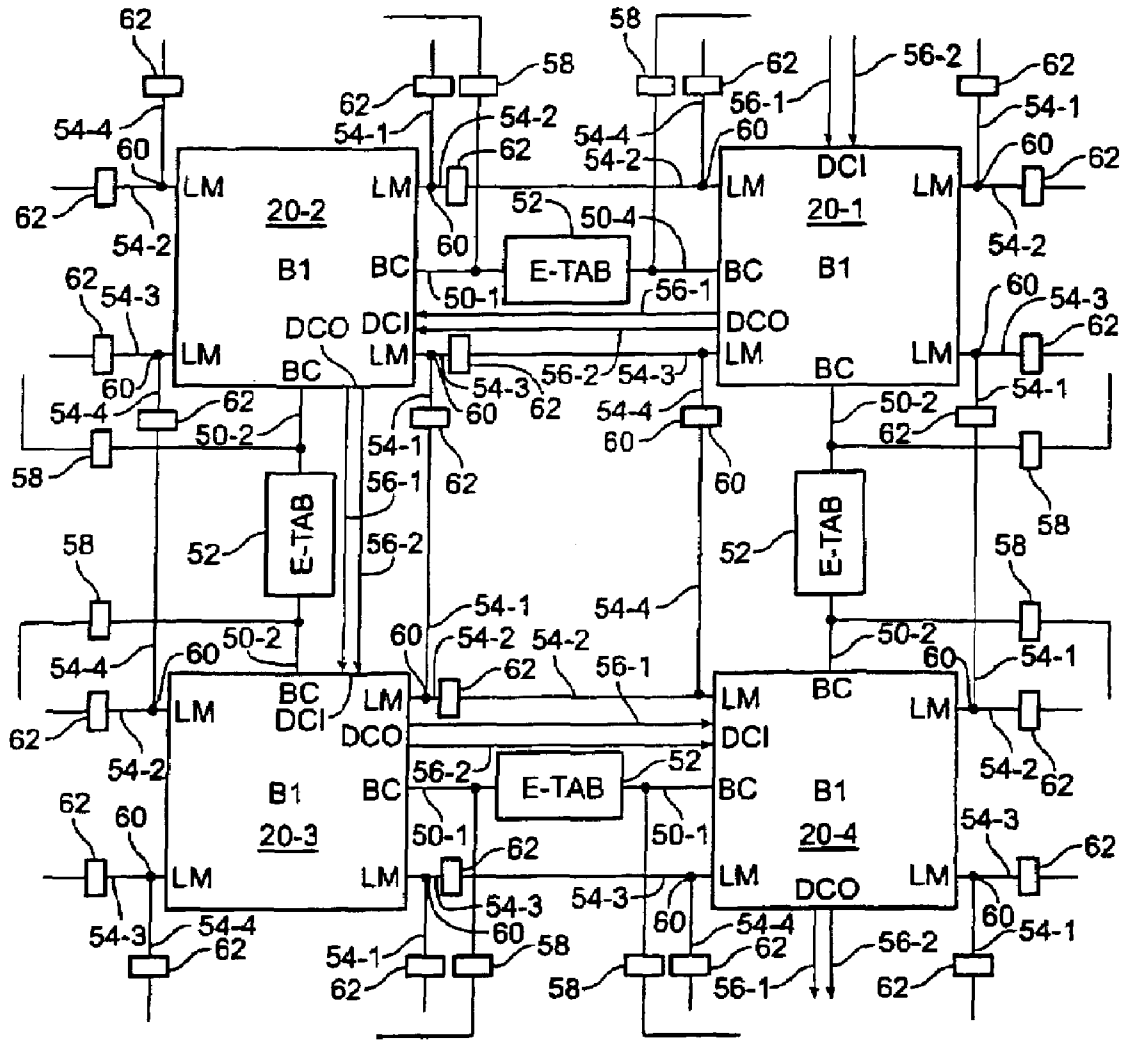 62 58 58 56-2
62 62 62 62
54-1 54-2 54-4 56-1 54-1
54-4 62 54-2 60 60
60 DCI 62
LM LM LM LM
20-2 52 50-4 20-1
62 54-2 60 54-2
B1 BC E-TAB BC B1
62 54-3 50-1 56-1 60 54-3
DCO DCI DCO
LM LM LM LM 62
60 BC 54-3 56-2 54-3 BC
54-4 62 60 62 54-4 54-1
50-2 54-1 60 50-2 62
58 62 60 58
56-1
52 E-TAB 52 E-TAB
58 56-2 58
54-1 54-4
54-4 60 50-2 60 54-2 54-2 50-2 60 54-1
BC 62 56-1 BC
LM DCI LM LM LM
62 DCO DCI
54-2 56-2 52 54-2 62
B1 BC E-TAB BC B1
62 60 20-3 50-1 50-1 20-4 54-3
62 62
LM LM 60 LM LM
54-3 54-3 54-3 DCO 60
54-4 60 54-4 54-1
62 54-1 58 62 56-2
62 58 56-1 62